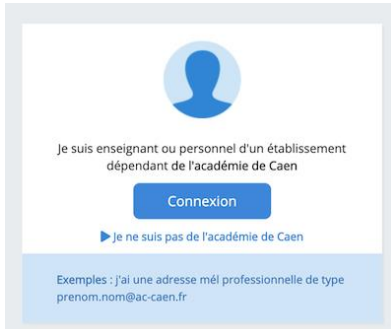 Je suis enseignant ou personnel d'un établissement
dépendant de l'académie de Caen
Connexion
Je ne suis pas de l'académie de Caen
Exemples : j'ai une adresse mél professionnelle de type
prenom.nom@ac-caen.fr